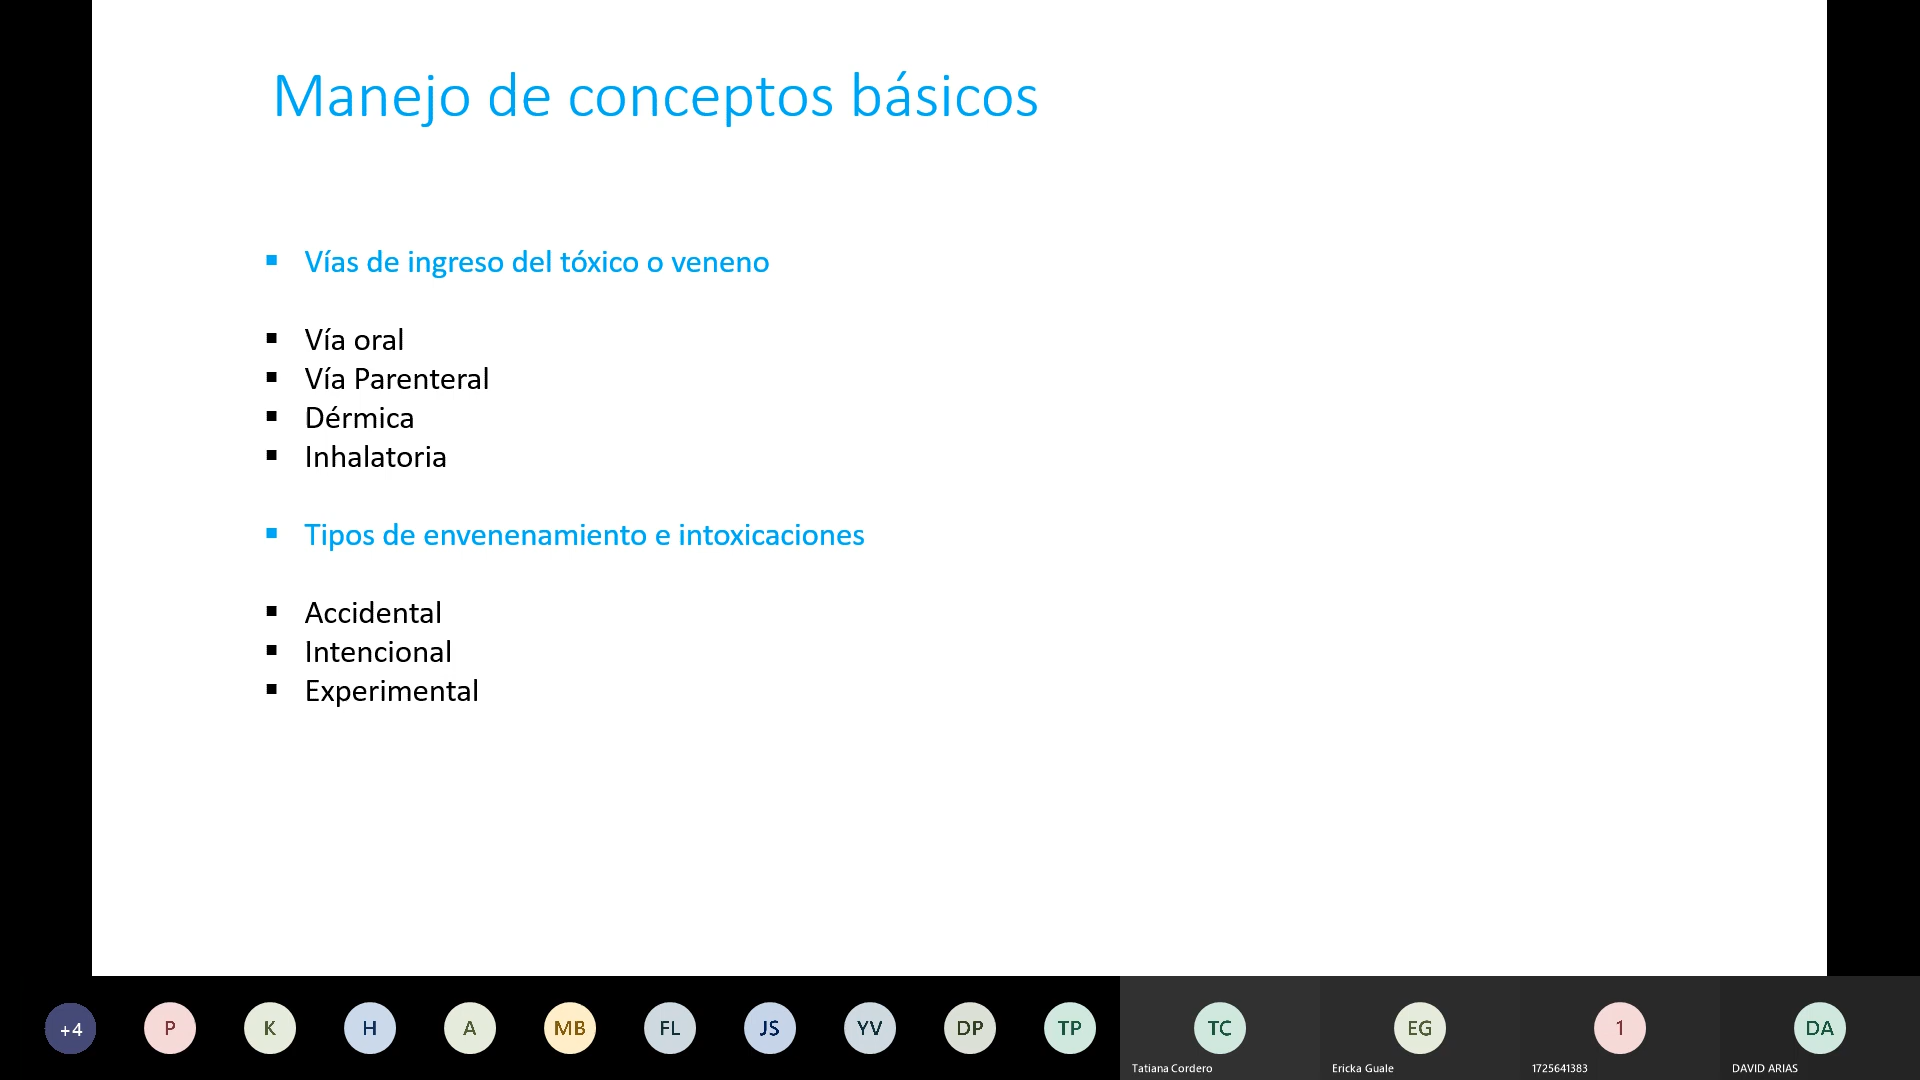 Manejo de conceptos básicos
▪ Vías de ingreso del tóxico o veneno
▪ Vía oral
▪ Vía Parenteral
▪ Dérmica
▪ Inhalatoria
▪ Tipos de envenenamiento e intoxicaciones
▪ Accidental
▪ Intencional
▪ Experimental
+4 P K H A MB FL JS YV DP TP TC EG 1 DA
Tatiana Cordero Ericka Guale 1725641383 DAVID ARIAS